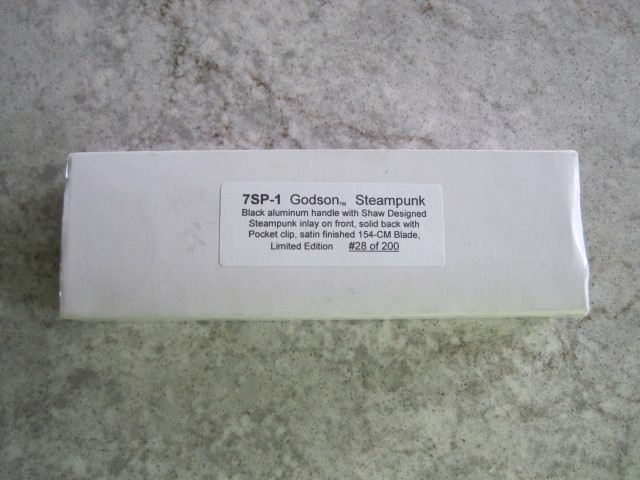 7SP-1 Godson™ Steampunk
Black aluminum handle with Shaw Designed
Steampunk inlay on front, solid back with
Pocket clip, satin finished 154-CM Blade,
Limited Edition #28 of 200